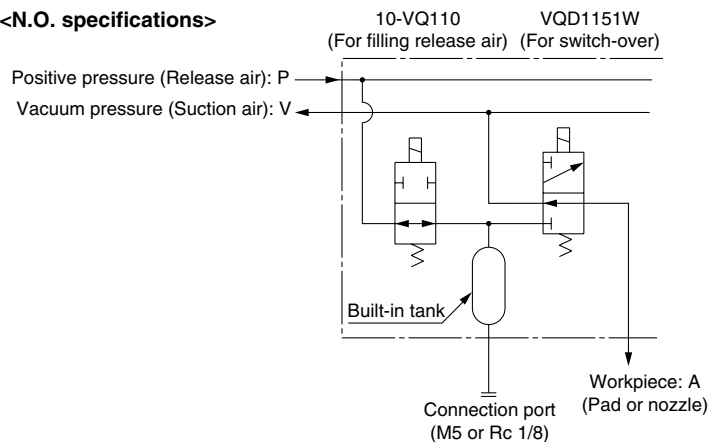 <N.O. specifications>
10-VQ110
(For filling release air)
VQD1151W
(For switch-over)
Positive pressure (Release air): P
Vacuum pressure (Suction air): V
Built-in tank
Connection port
(M5 or Rc 1/8)
Workpiece: A
(Pad or nozzle)